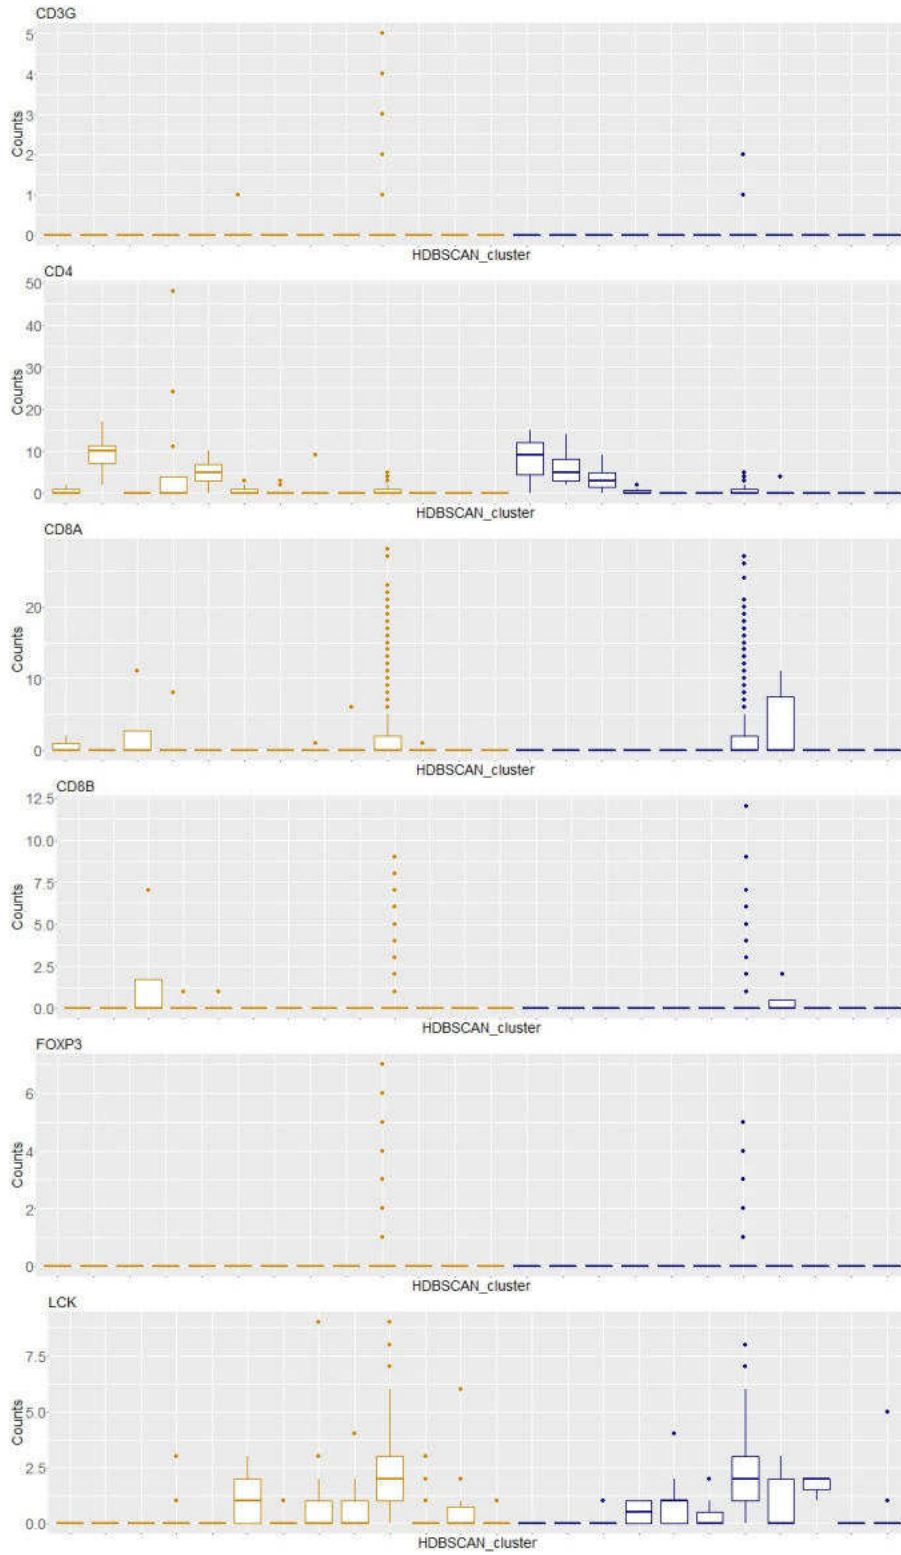 CD3G
5
4
3
2
1
0
Counts
HDBSCAN_cluster
CD4
50
40
30
20
10
0
Counts
HDBSCAN_cluster
CD8A
20
10
0
Counts
HDBSCAN_cluster
CD8B
12.5
10.0
7.5
5.0
2.5
0.0
Counts
HDBSCAN_cluster
FOXP3
6
4
2
0
Counts
HDBSCAN_cluster
LCK
7.5
5.0
2.5
0.0
Counts
HDBSCAN_cluster